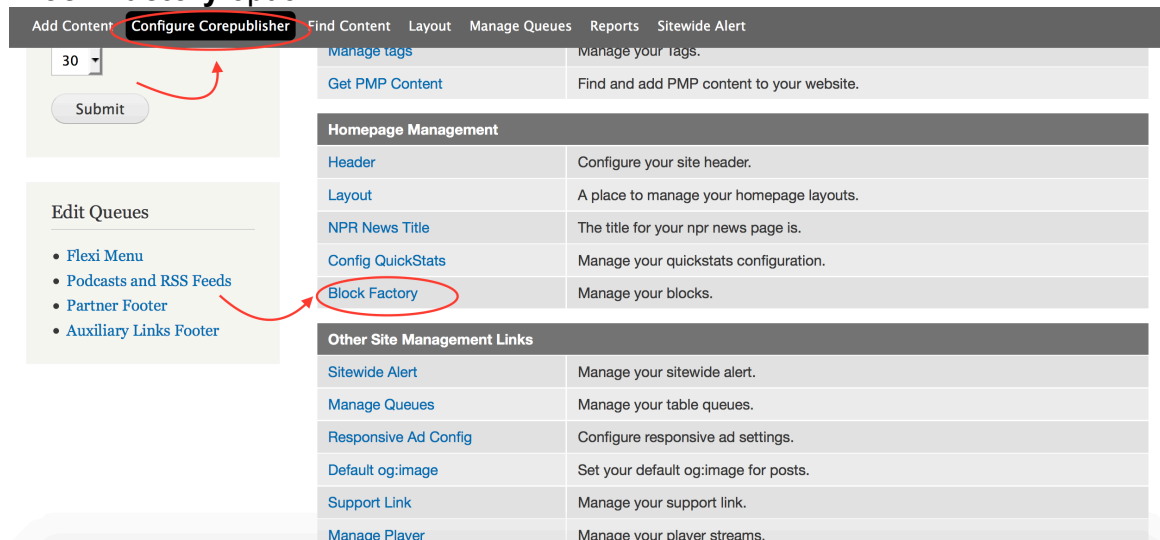 Add Content Configure Corepublisher Find Content Layout Manage Queues Reports Sitewide Alert
30
Submit
Edit Queues
• Flexi Menu
• Podcasts and RSS Feeds
• Partner Footer
• Auxiliary Links Footer
Manage tags Manage your Tags.
Get PMP Content Find and add PMP content to your website.
Homepage Management
Header Configure your site header.
Layout A place to manage your homepage layouts.
NPR News Title The title for your npr news page is.
Config QuickStats Manage your quickstats configuration.
Block Factory Manage your blocks.
Other Site Management Links
Sitewide Alert Manage your sitewide alert.
Manage Queues Manage your table queues.
Responsive Ad Config Configure responsive ad settings.
Default og:image Set your default og:image for posts.
Support Link Manage your support link.
Manage Player Manage your player streams.